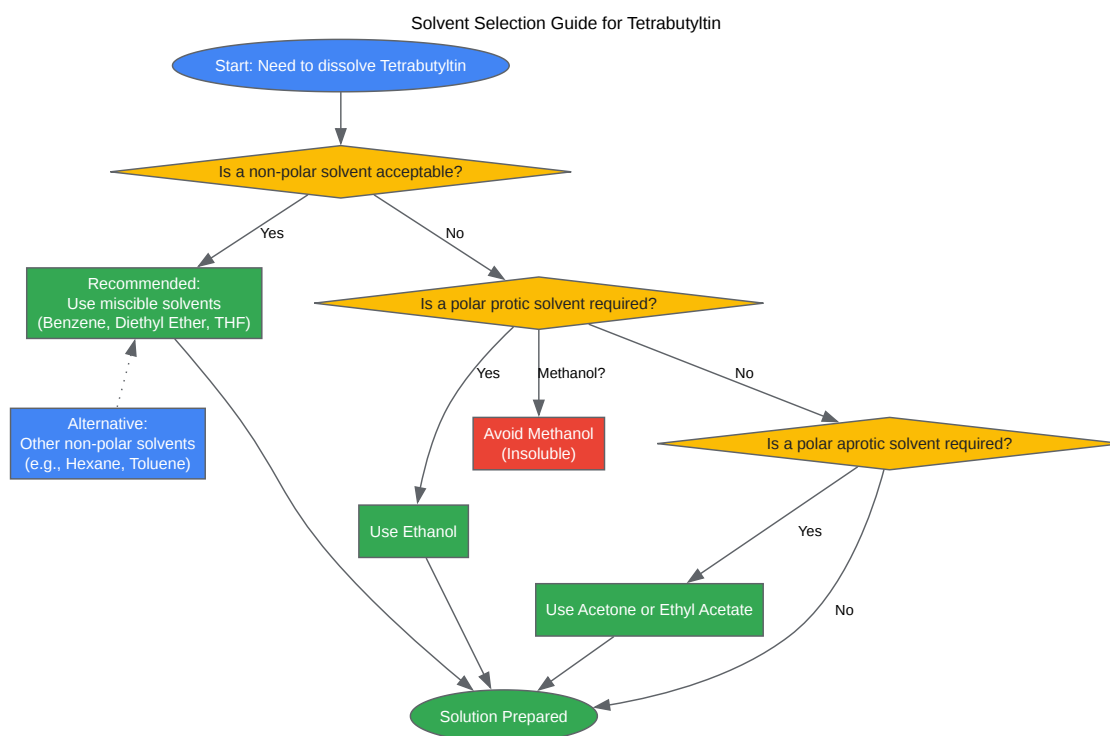 Solvent Selection Guide for Tetrabutyltin
Start: Need to dissolve Tetrabutyltin
Is a non-polar solvent acceptable?
Yes
No
Recommended:
Use miscible solvents
(Benzene, Diethyl Ether, THF)
Is a polar protic solvent required?
Yes
Methanol?
No
Alternative:
Other non-polar solvents
(e.g., Hexane, Toluene)
Avoid Methanol
(Insoluble)
Is a polar aprotic solvent required?
Use Ethanol
Yes
No
Use Acetone or Ethyl Acetate
Solution Prepared